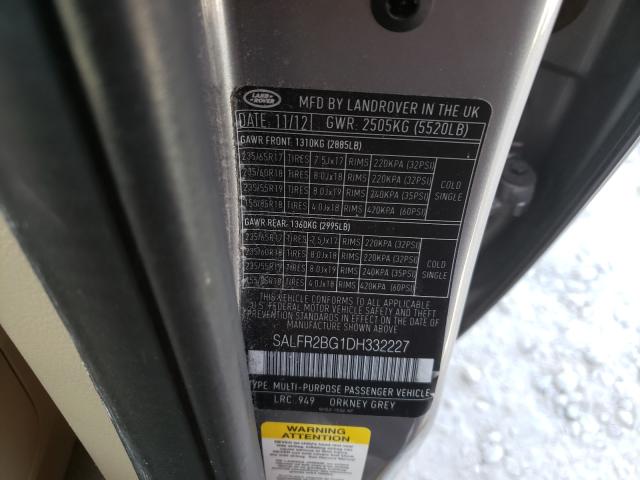 LAND ROVER
MFD BY LANDROVER IN THE UK
DATE: 11/12 GWR: 2505KG (5520LB)
GAWR FRONT: 1310KG (2885LB)
235/65R17 TIRES 7.5Jx17 RIMS 220KPA (32PSI)
235/60R18 TIRES 8.0Jx18 RIMS 220KPA (32PSI)
235/55R19 TIRES 8.0Jx19 RIMS 240KPA (35PSI)
155/85R18 TIRES 4.0Jx18 RIMS 420KPA (60PSI)
COLD SINGLE
GAWR REAR: 1360KG (2995LB)
235/65R17 TIRES 7.5Jx17 RIMS 220KPA (32PSI)
235/60R18 TIRES 8.0Jx18 RIMS 220KPA (32PSI)
235/55R19 TIRES 8.0Jx19 RIMS 240KPA (35PSI)
155/85R18 TIRES 4.0Jx18 RIMS 420KPA (60PSI)
COLD SINGLE
THIS VEHICLE CONFORMS TO ALL APPLICABLE
U.S. FEDERAL MOTOR VEHICLE SAFETY AND THEFT
PREVENTION STANDARDS IN EFFECT ON THE DATE OF
MANUFACTURE SHOWN ABOVE
SALFR2BG1DH332227
TYPE: MULTI-PURPOSE PASSENGER VEHICLE
LRC 949 ORKNEY GREY
WARNING
ATTENTION